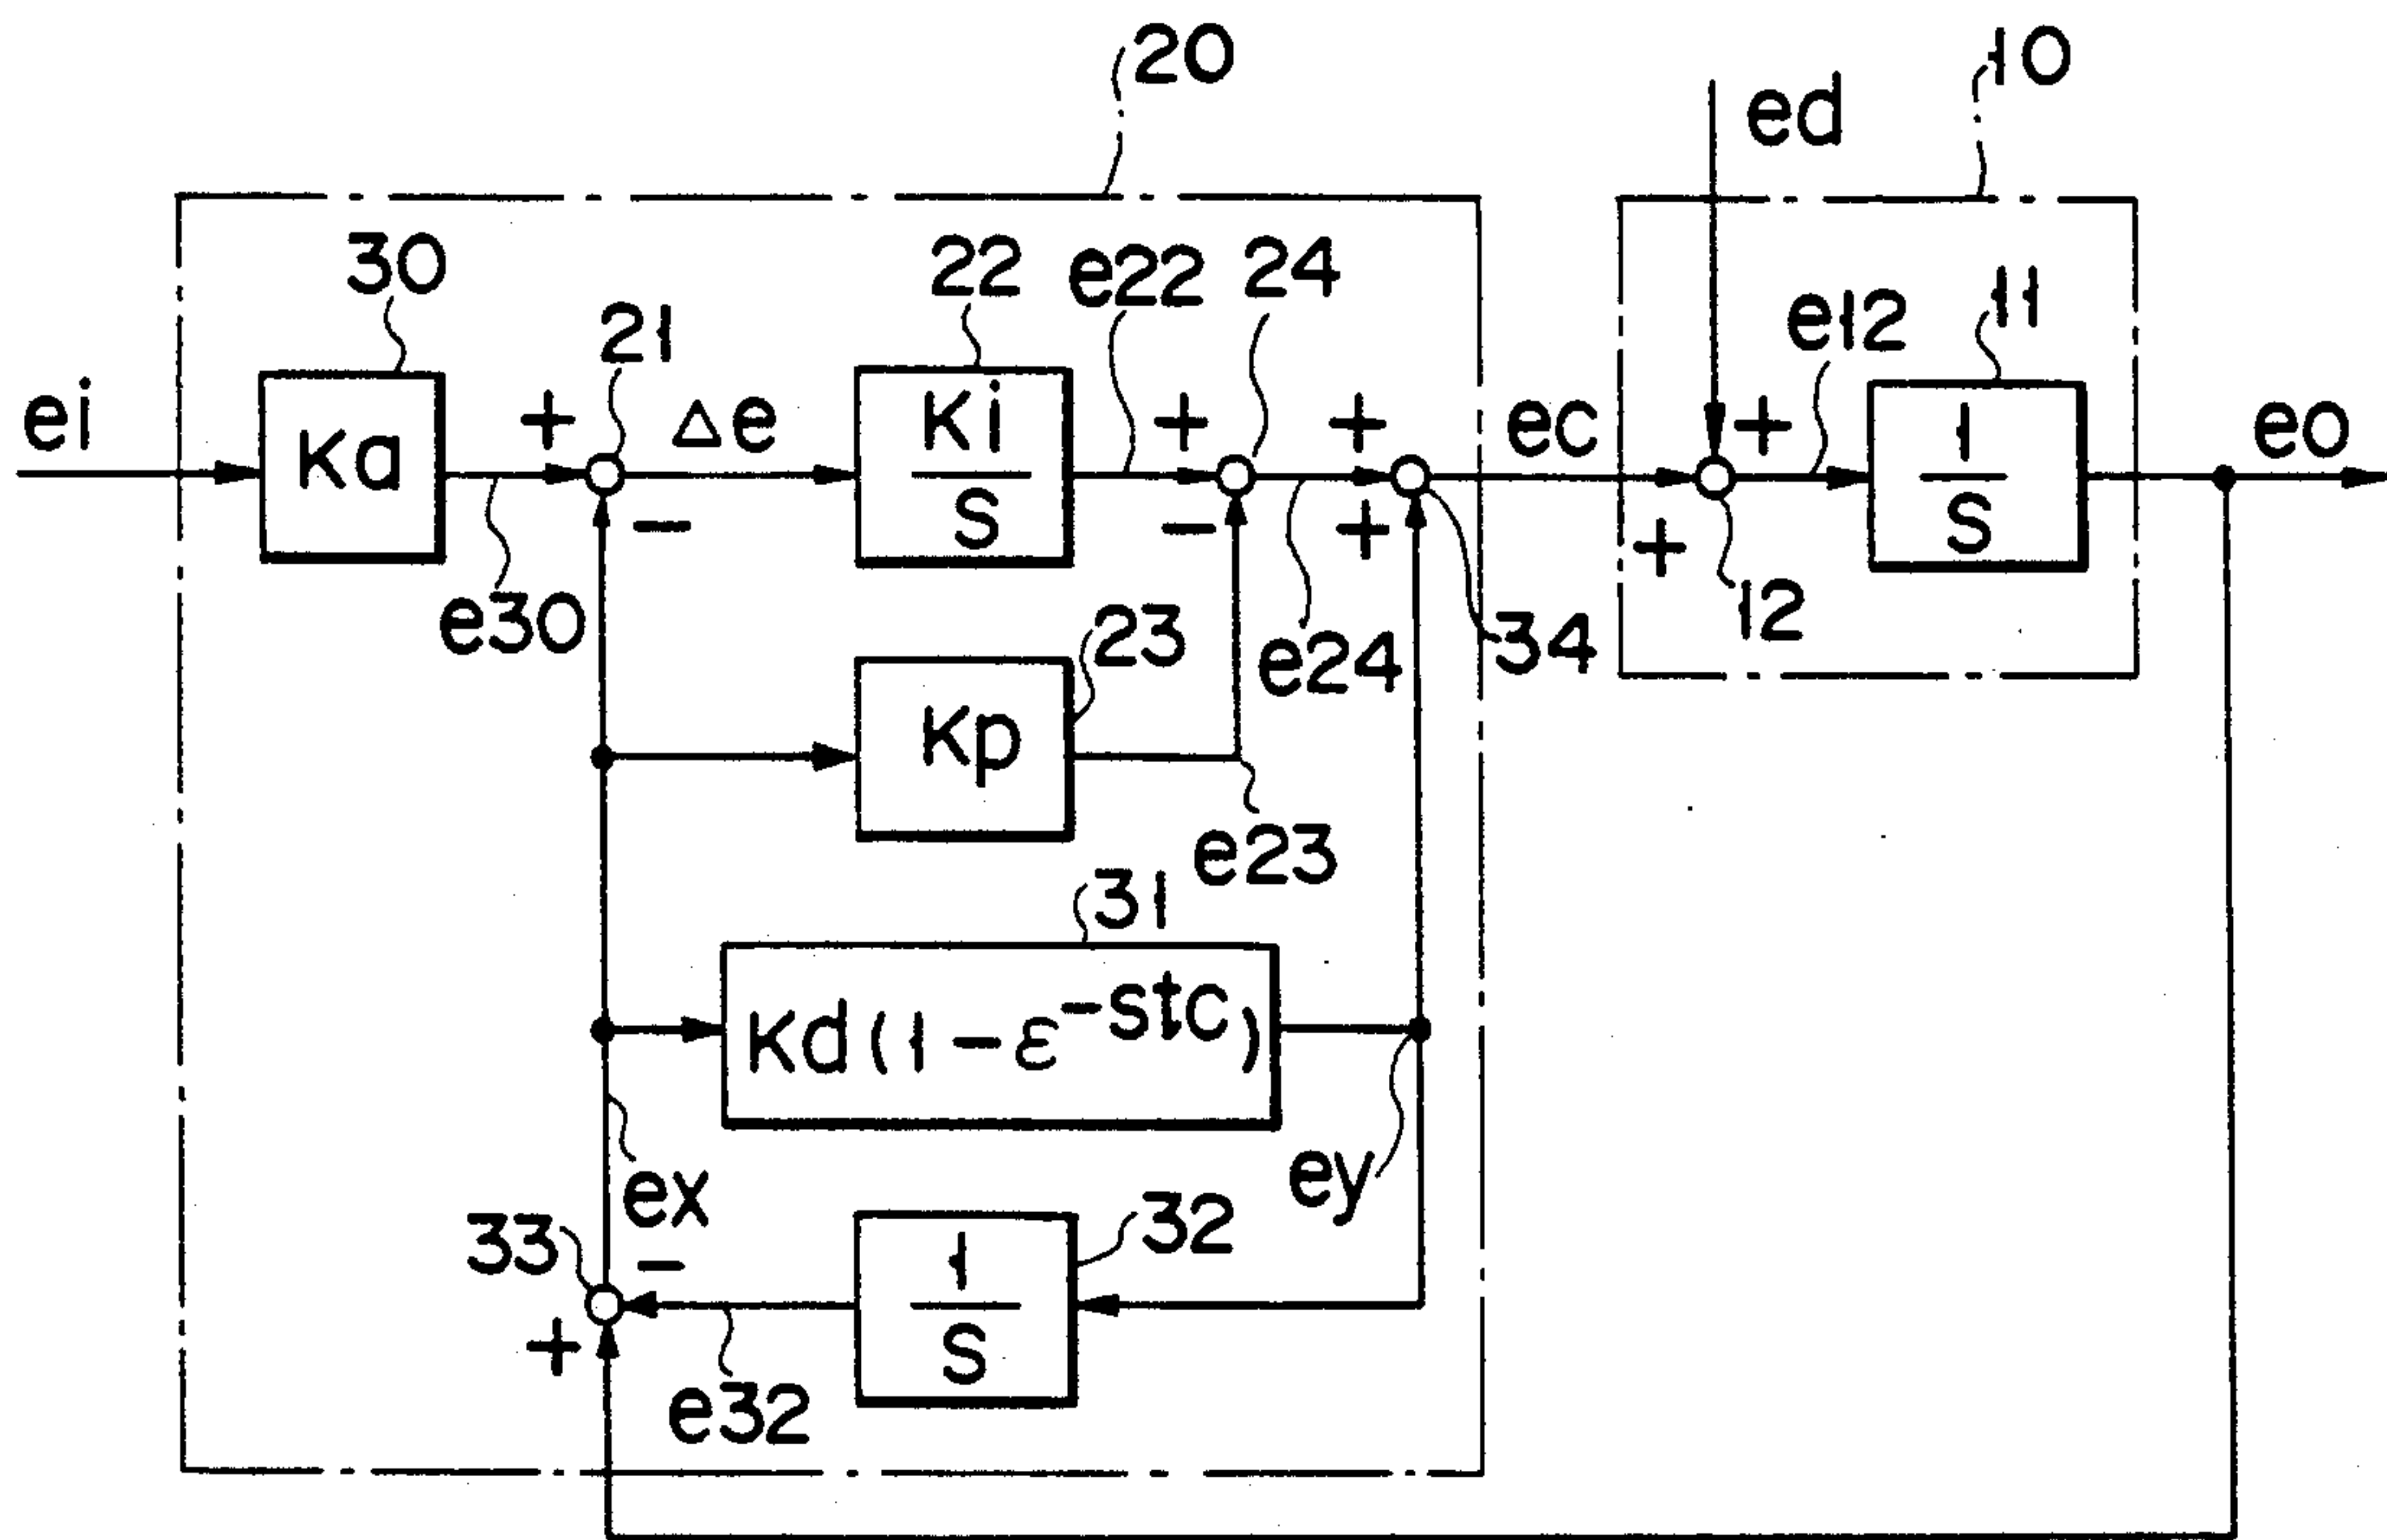 20
10
ed
30
21
22
e22
24
e12
11
ei
Ka
+
Δe
Ki
S
+
+
ec
+
1
S
eo
-
-
+
+
e30
23
e24
34
12
Kp
e23
31
Kd(1-ε^-stc)
ex
ey
33
-
1
S
32
+
e32